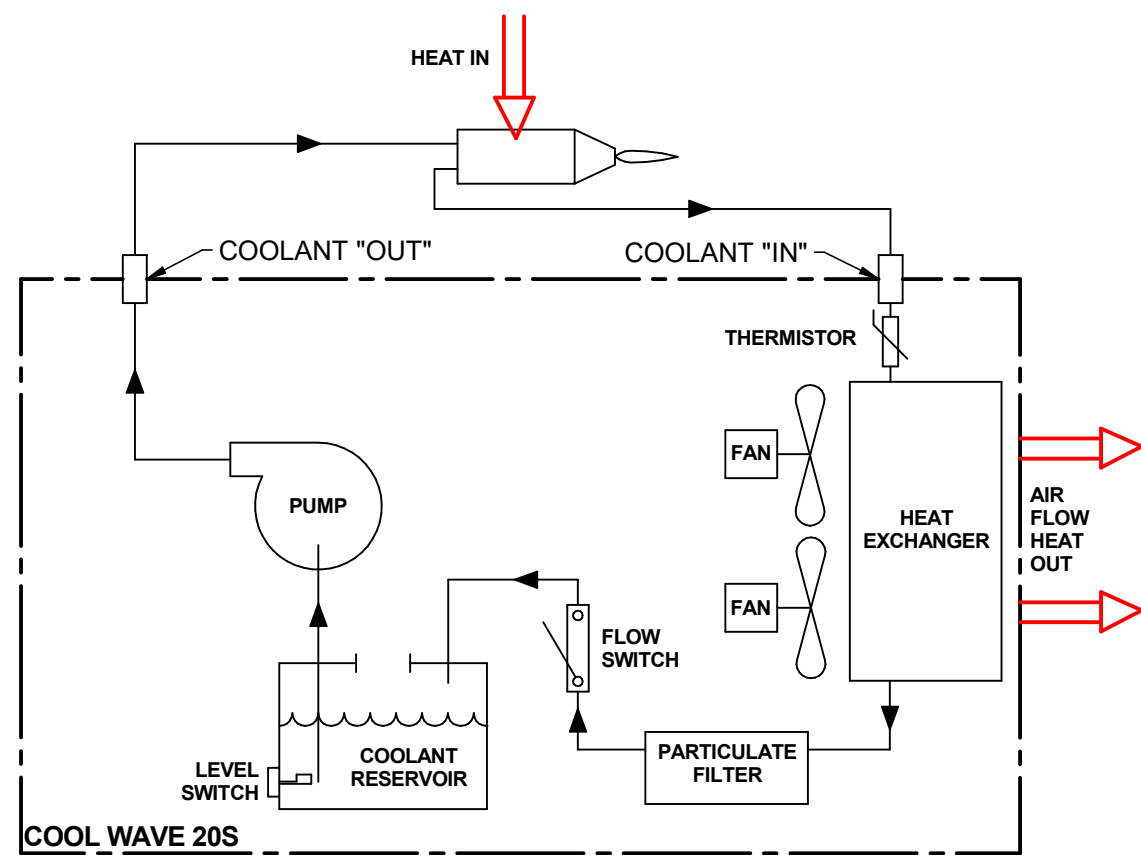 HEAT IN
COOLANT "OUT"
COOLANT "IN"
THERMISTOR
FAN
HEAT
EXCHANGER
AIR
FLOW
HEAT
OUT
PUMP
FAN
FLOW
SWITCH
COOLANT
RESERVOIR
LEVEL
SWITCH
PARTICULATE
FILTER
COOL WAVE 20S